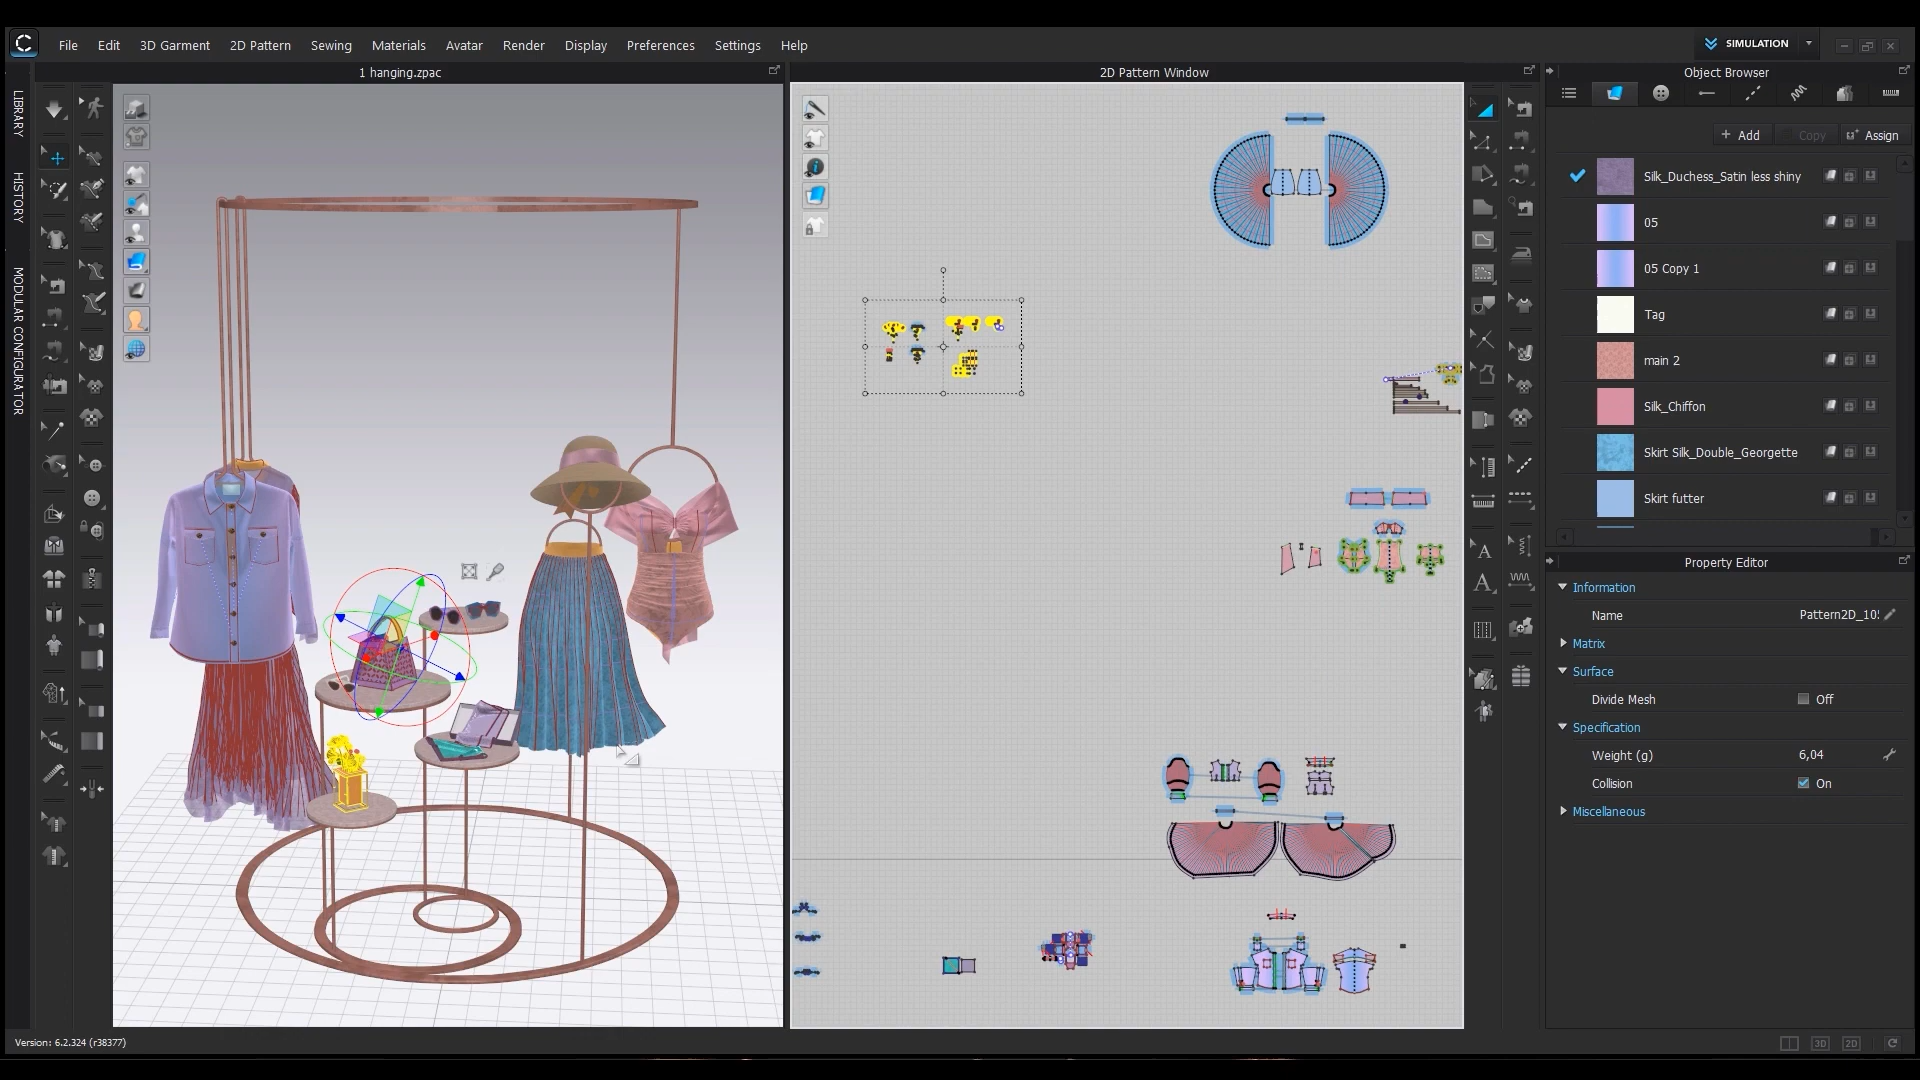 File Edit 3D Garment 2D Pattern Sewing Materials Avatar Render Display Preferences Settings Help
SIMULATION
1 hanging.zpac
2D Pattern Window
Object Browser
LIBRARY
HISTORY
MODULAR CONFIGURATOR
+ Add
Copy
Assign
Silk_Duchess_Satin less shiny
05
05 Copy 1
Tag
main 2
Silk_Chiffon
Skirt Silk_Double_Georgette
Skirt futter
Property Editor
Information
Name Pattern2D_10
Matrix
Surface
Divide Mesh Off
Specification
Weight (g) 6,04
Collision On
Miscellaneous
Version: 6.2.324 (r38377)
3D
2D